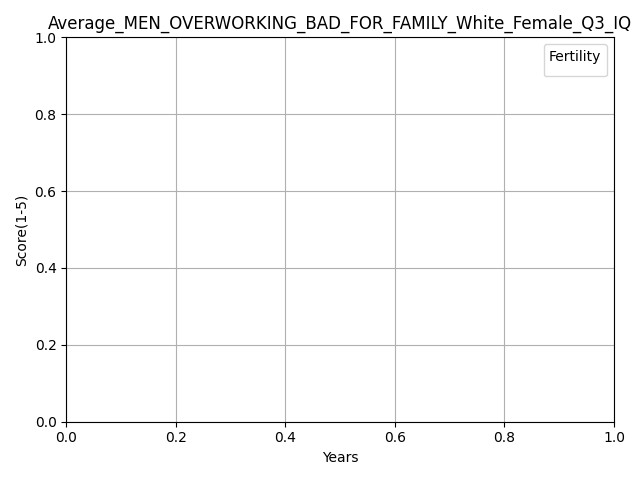 Average_MEN_OVERWORKING_BAD_FOR_FAMILY_White_Female_Q3_IQ
Fertility
Score(1-5)
1.0
0.8
0.6
0.4
0.2
0.0
0.0 0.2 0.4 0.6 0.8 1.0
Years